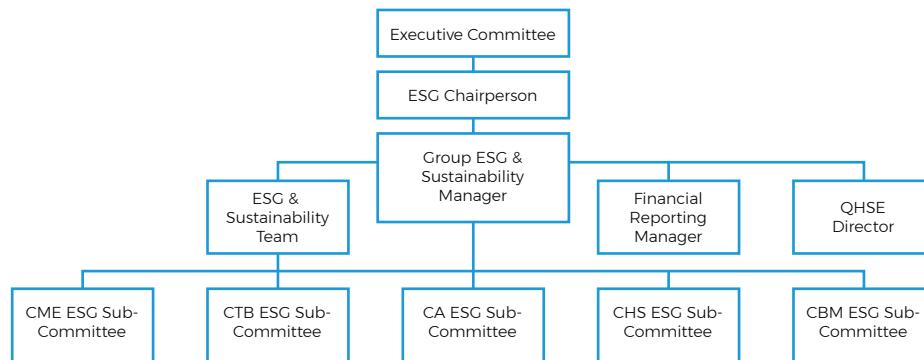 Executive Committee
ESG Chairperson
Group ESG &
Sustainability
Manager
ESG &
Sustainability
Team
Financial
Reporting
Manager
QHSE
Director
CME ESG Sub-
Committee
CTB ESG Sub-
Committee
CA ESG Sub-
Committee
CHS ESG Sub-
Committee
CBM ESG Sub-
Committee